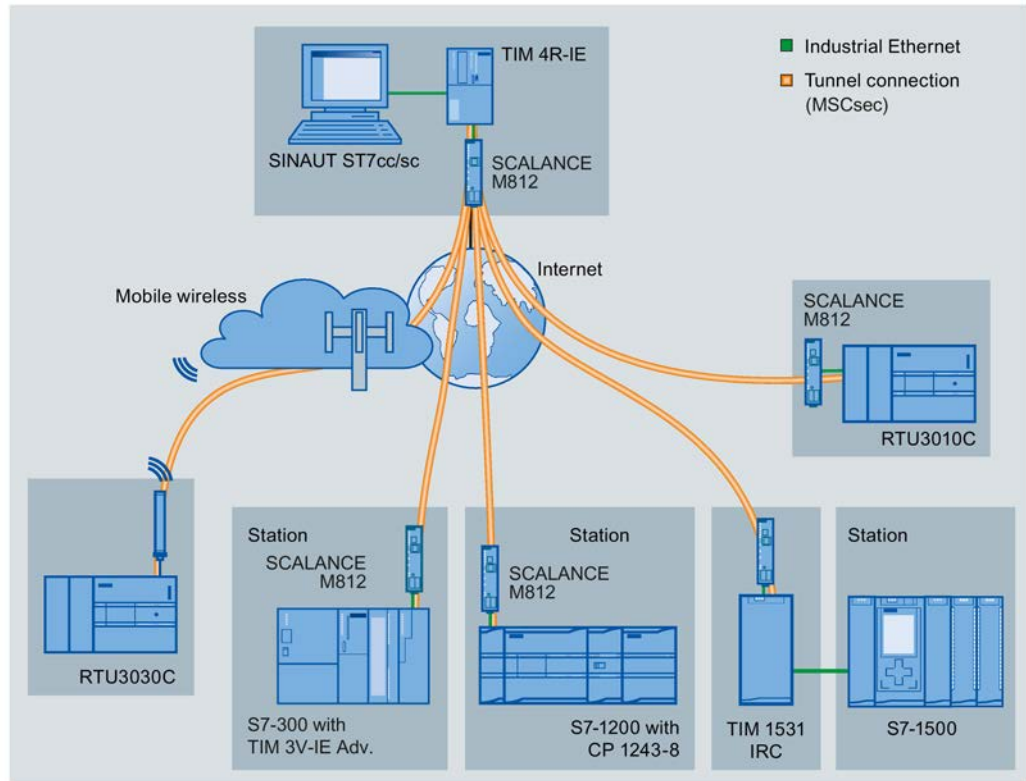 TIM 4R-IE
Industrial Ethernet
Tunnel connection
(MSCsec)
SINAUT ST7cc/sc
SCALANCE
M812
Internet
Mobile wireless
SCALANCE
M812
RTU3010C
RTU3030C
Station
SCALANCE
M812
S7-300 with
TIM 3V-IE Adv.
Station
SCALANCE
M812
S7-1200 with
CP 1243-8
TIM 1531
IRC
Station
S7-1500